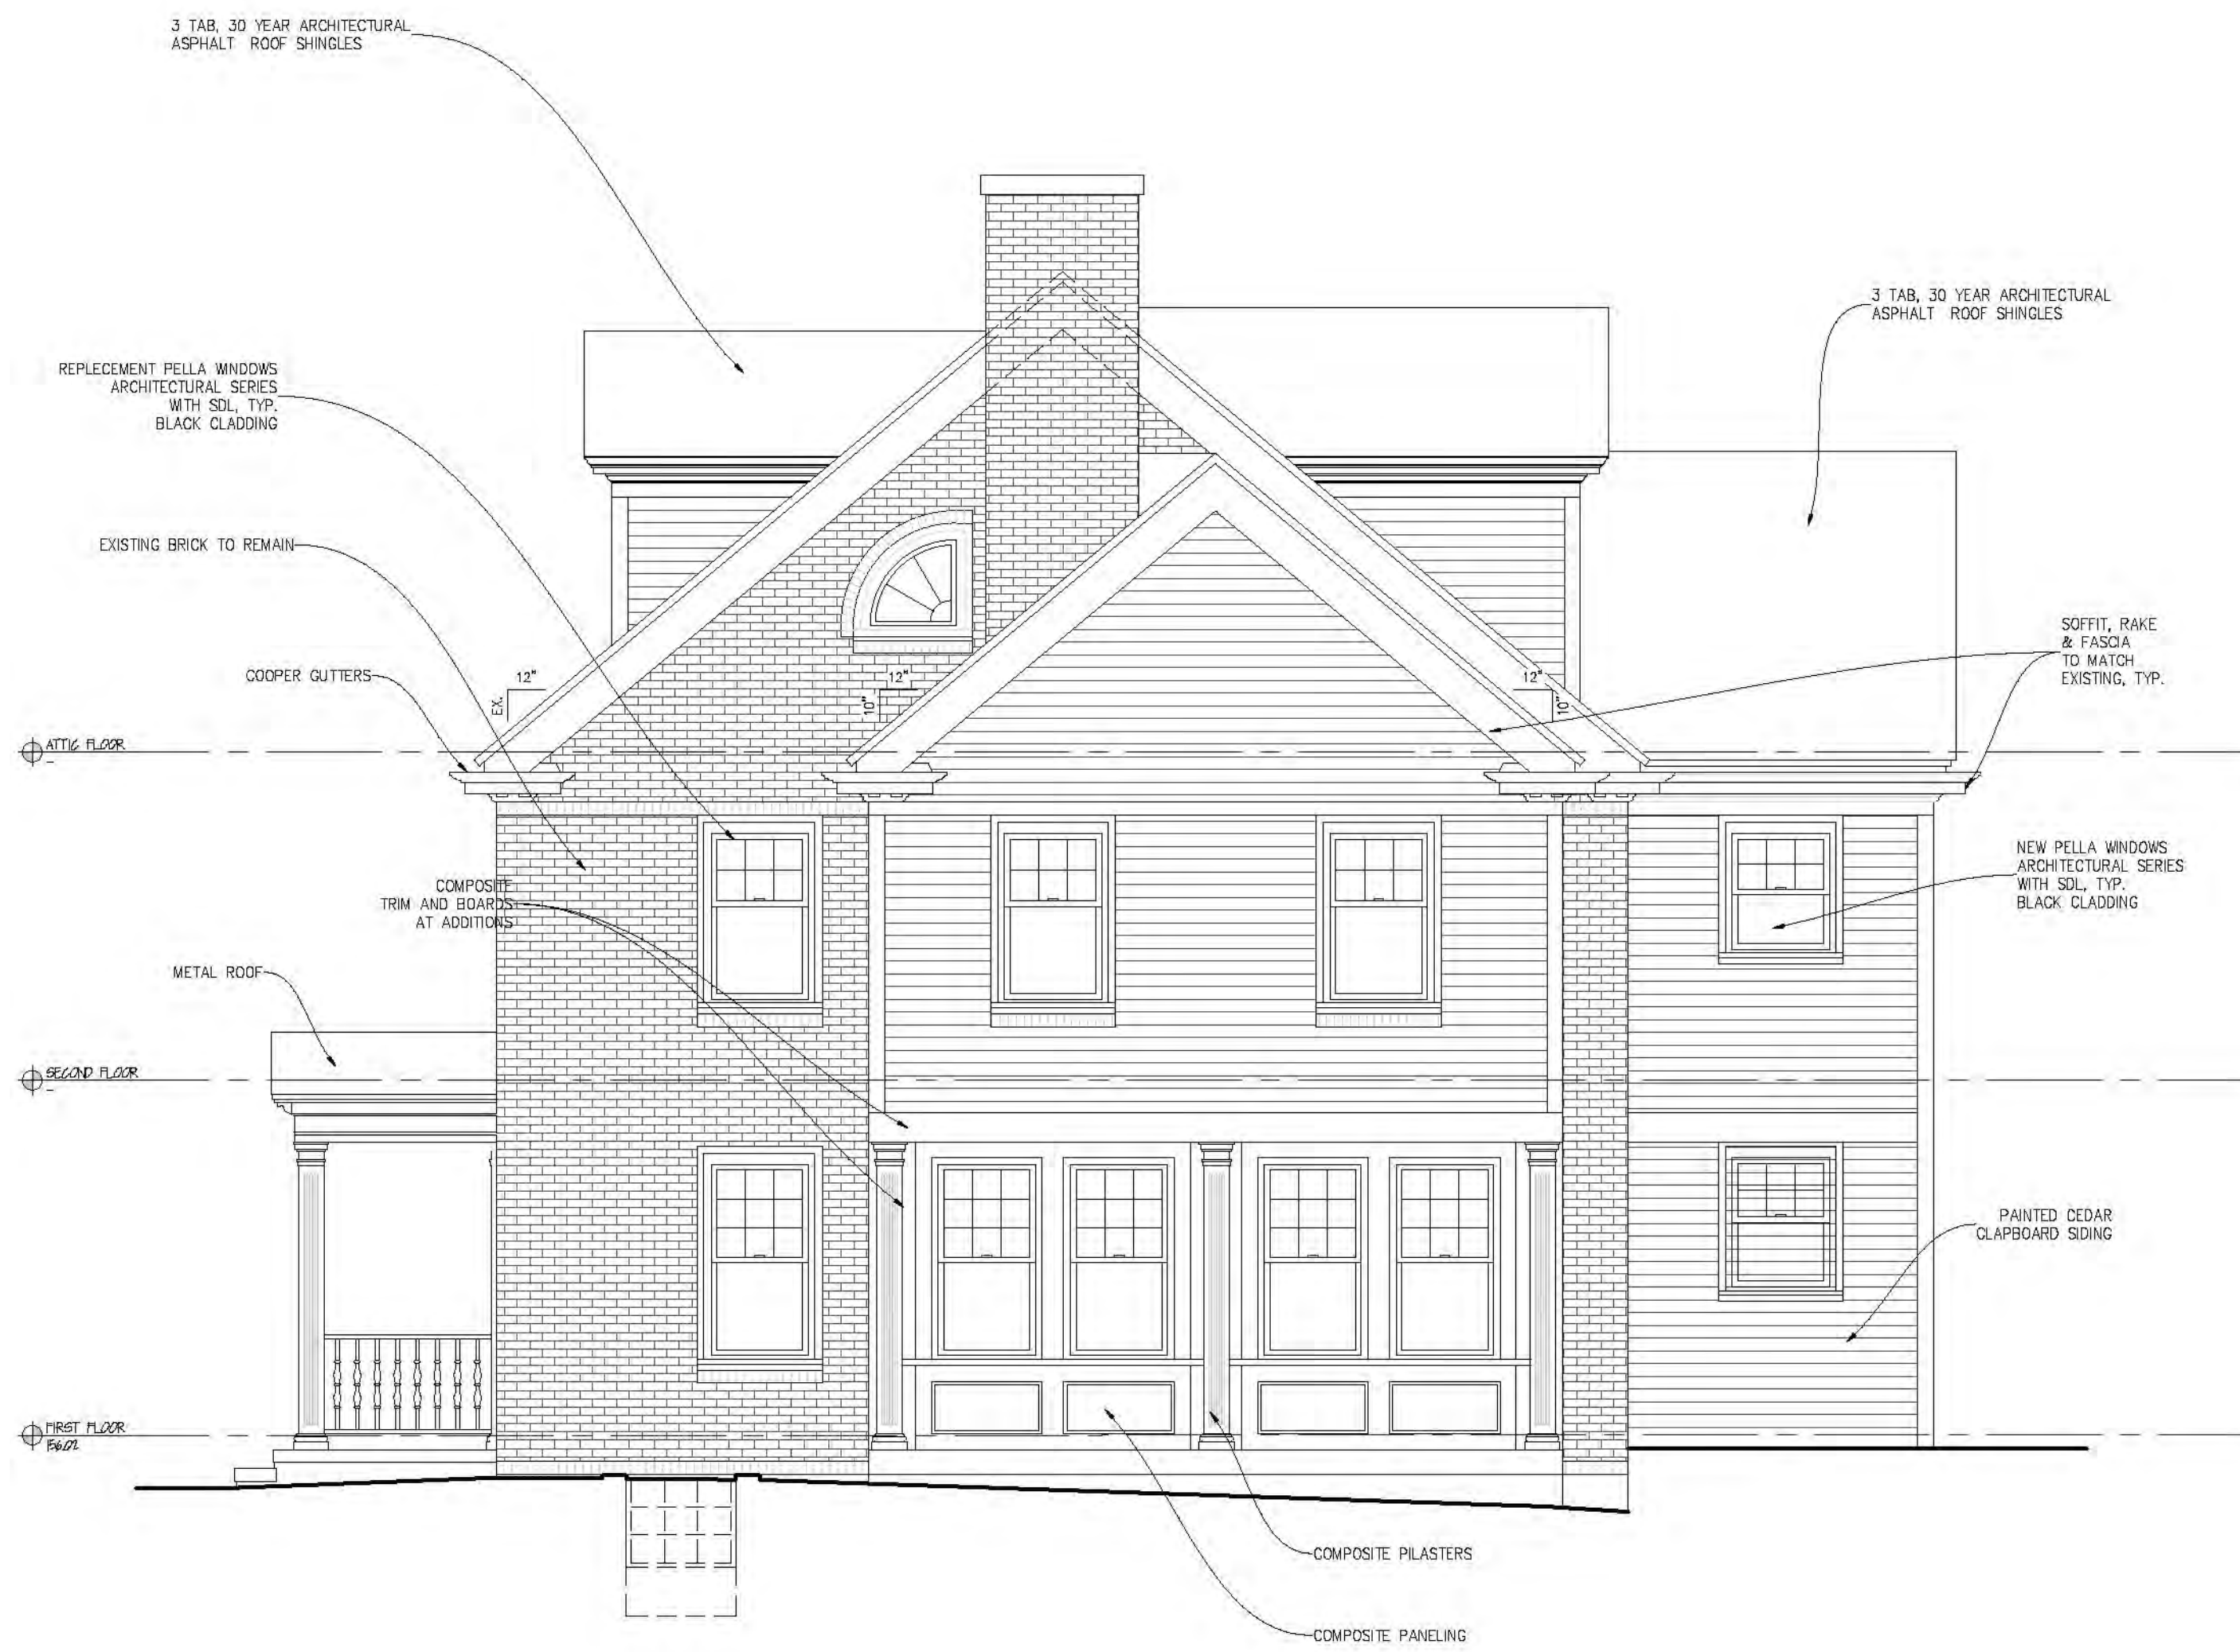 3 TAB, 30 YEAR ARCHITECTURAL
ASPHALT ROOF SHINGLES
3 TAB, 30 YEAR ARCHITECTURAL
ASPHALT ROOF SHINGLES
REPLECEMENT PELLA WINDOWS
ARCHITECTURAL SERIES
WITH SDL, TYP.
BLACK CLADDING
EXISTING BRICK TO REMAIN
SOFFIT, RAKE
& FASCIA
TO MATCH
EXISTING, TYP.
COOPER GUTTERS
12"
EX.
12"
10"
12"
10"
ATTIC FLOOR
NEW PELLA WINDOWS
ARCHITECTURAL SERIES
WITH SDL, TYP.
BLACK CLADDING
COMPOSITE
TRIM AND BOARDS
AT ADDITIONS
METAL ROOF
SECOND FLOOR
PAINTED CEDAR
CLAPBOARD SIDING
FIRST FLOOR
156.02
COMPOSITE PILASTERS
COMPOSITE PANELING